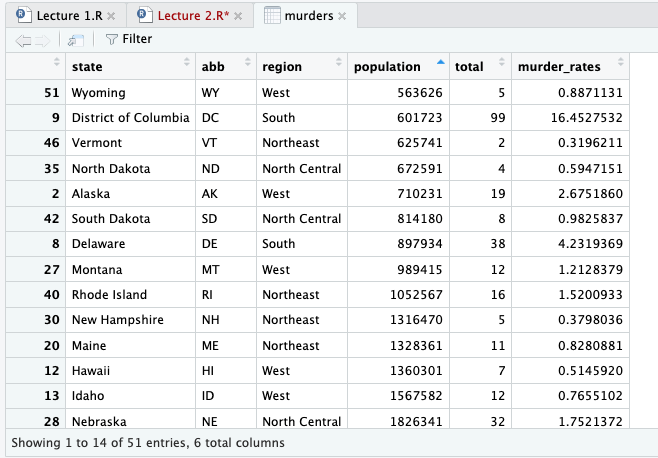 Lecture 1.R Lecture 2.R* murders
Filter
state abb region population total murder_rates
51 Wyoming WY West 563626 5 0.8871131
9 District of Columbia DC South 601723 99 16.4527532
46 Vermont VT Northeast 625741 2 0.3196211
35 North Dakota ND North Central 672591 4 0.5947151
2 Alaska AK West 710231 19 2.6751860
42 South Dakota SD North Central 814180 8 0.9825837
8 Delaware DE South 897934 38 4.2319369
27 Montana MT West 989415 12 1.2128379
40 Rhode Island RI Northeast 1052567 16 1.5200933
30 New Hampshire NH Northeast 1316470 5 0.3798036
20 Maine ME Northeast 1328361 11 0.8280881
12 Hawaii HI West 1360301 7 0.5145920
13 Idaho ID West 1567582 12 0.7655102
28 Nebraska NE North Central 1826341 32 1.7521372
Showing 1 to 14 of 51 entries, 6 total columns